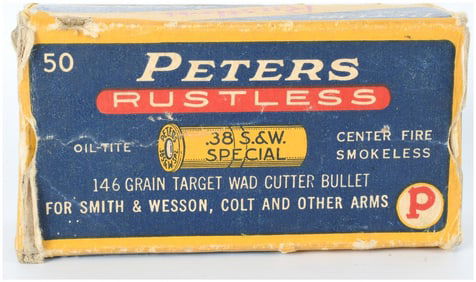 50 PETERS
RUSTLESS
OIL-TITE .38 S.&W. SPECIAL CENTER FIRE SMOKELESS
146 GRAIN TARGET WAD CUTTER BULLET
FOR SMITH & WESSON, COLT AND OTHER ARMS P